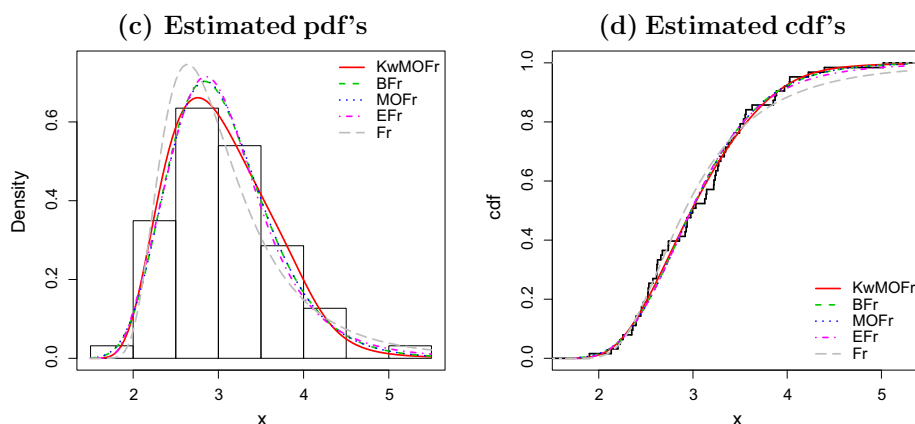 (c) Estimated pdf's
Density
0.0
0.2
0.4
0.6
KwMOFr
BFr
MOFr
EFr
Fr
2
3
4
5
x
(d) Estimated cdf's
cdf
0.0
0.2
0.4
0.6
0.8
1.0
KwMOFr
BFr
MOFr
EFr
Fr
2
3
4
5
x